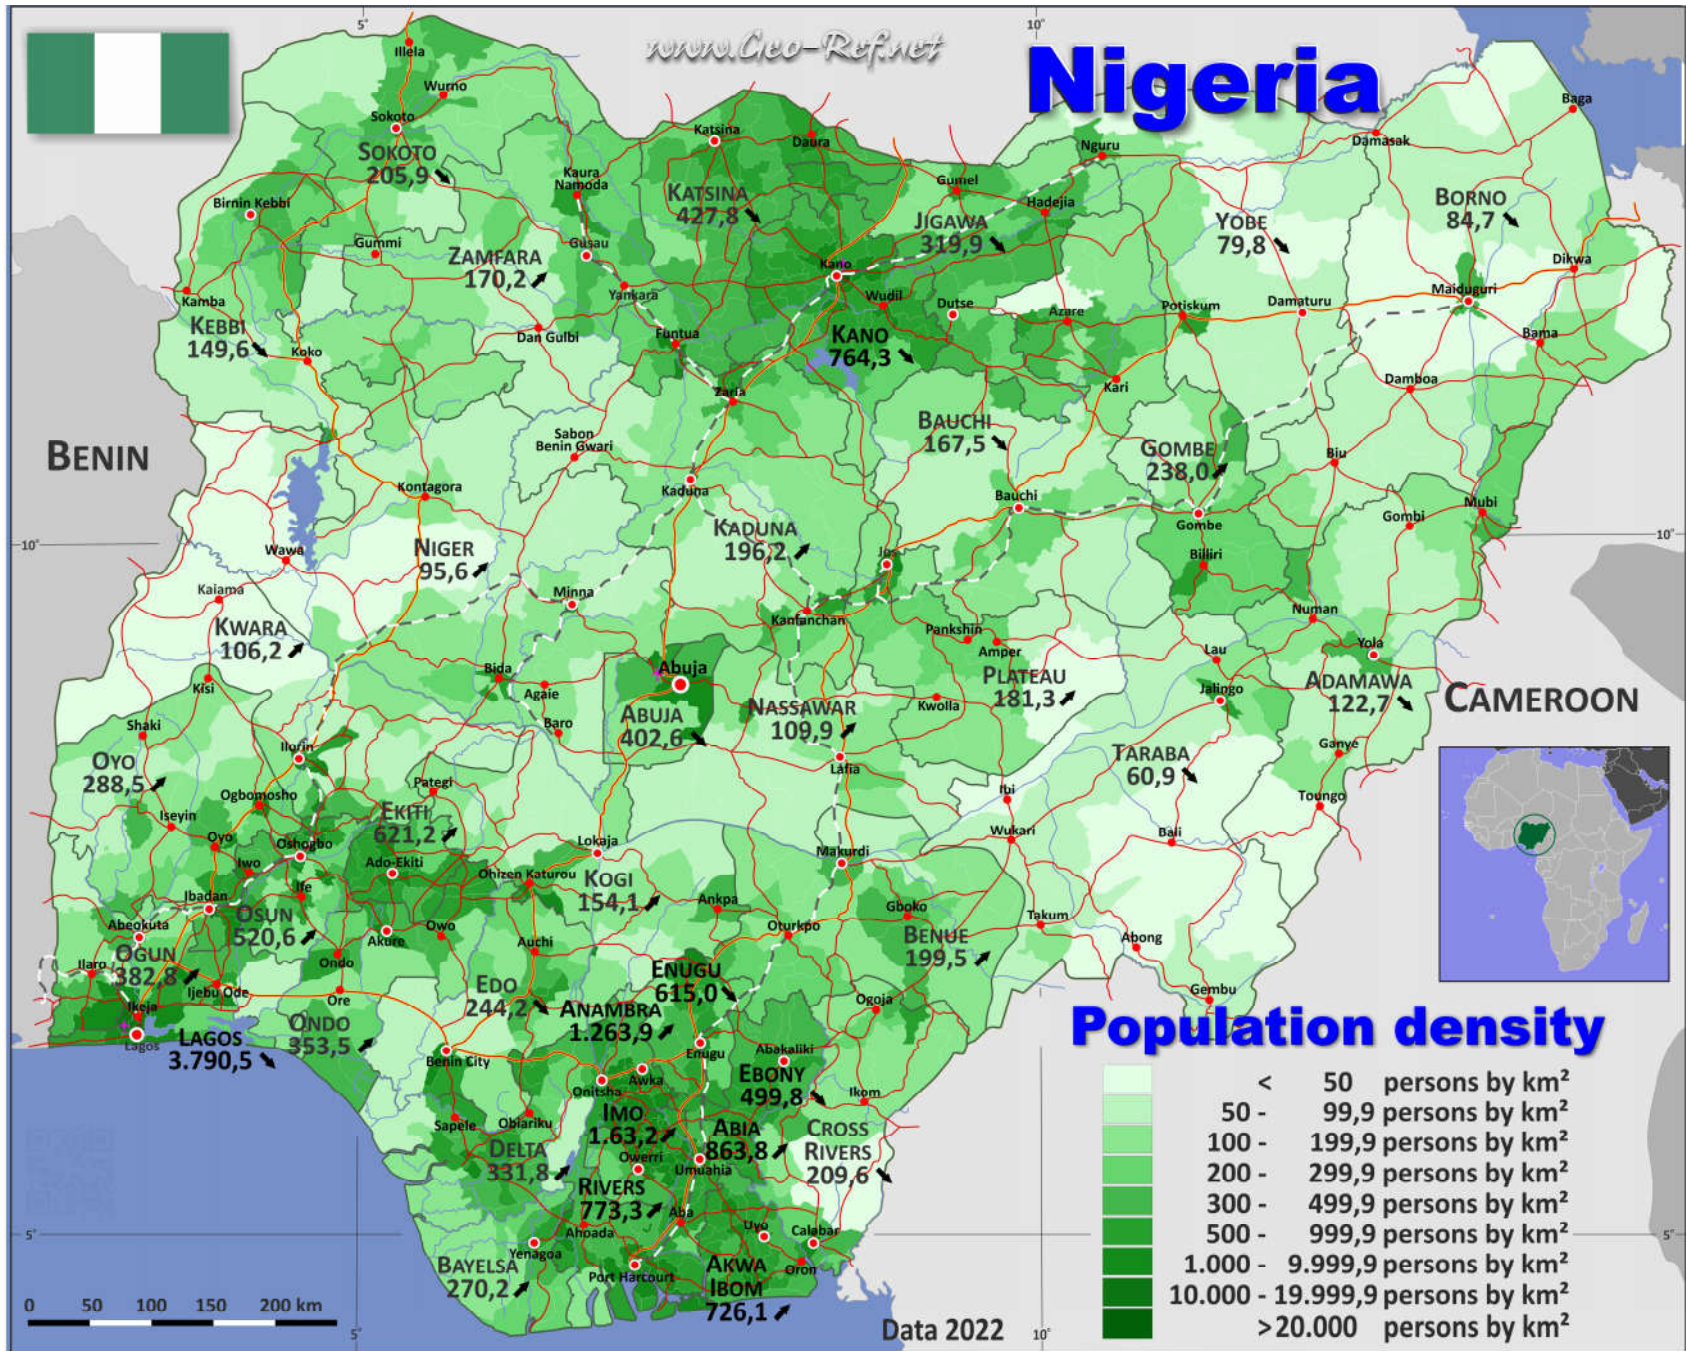 5°
10°
www.Geo-Ref.net
Nigeria
Illela
Wurno
Sokoto
SOKOTO
205,9
Katsina
Daura
Nguru
Damasak
Baga
Kaura
Namoda
KATSINA
427,8
Gumel
Hadejia
JIGAWA
319,9
YOBE
79,8
BORNO
84,7
Birnin Kebbi
Gummi
ZAMFARA
170,2
Gusau
Yankara
Kano
Wudil
Dutse
Azare
Potiskum
Damaturu
Maiduguri
Dikwa
Kamba
KEBBI
149,6
Koko
Dan Gulbi
Funtua
KANO
764,3
Kari
Bama
Damboa
Zaria
BENIN
Sabon
Benin Gwari
BAUCHI
167,5
GOMBE
238,0
Biu
Kontagora
Kaduna
Bauchi
Gombe
Gombi
Mubi
10°
10°
Wawa
NIGER
95,6
KADUNA
196,2
Jos
Billiri
Kaiama
Minna
Kanfanchan
Numan
KWARA
106,2
Pankshin
Amper
Lau
Yola
Kisi
Bida
Agaie
Abuja
PLATEAU
181,3
Jalingo
ADAMAWA
122,7
CAMEROON
Shaki
Baro
ABUJA
402,6
NASSAWAR
109,9
Kwolla
Ganye
OYO
288,5
Ilorin
Lafia
TARABA
60,9
Pategi
Ibi
Toungo
Ogbomosho
Iseyin
EKITI
621,2
Oyo
Oshogbo
Lokaja
Wukari
Bali
Makurdi
Iwo
Ado-Ekiti
Ohizen Katurou
KOGI
154,1
Ife
Ibadan
OSUN
520,6
Ankpa
Gboko
Takum
Abeokuta
Akure
Owo
Auchi
Oturkpo
BENUE
199,5
Abong
OGUN
382,8
Ondo
Ilaro
Ijebu Ode
Ore
EDO
244,2
ENUGU
615,0
Gembu
Ikeja
Ogoja
ANAMBRA
1.263,9
Lagos
LAGOS
3.790,5
ONDO
353,5
Benin City
Enugu
Abakaliki
EBONY
499,8
Onitsha
Awka
Ikom
Sapele
Obiariku
IMO
1.63,2
ABIA
863,8
CROSS
RIVERS
209,6
DELTA
331,8
Owerri
Umuahia
RIVERS
773,3
Aba
Uyo
Calabar
Ahoada
Yenagoa
BAYELSA
270,2
Port Harcourt
Oron
AKWA
IBOM
726,1
5°
5°
Population density
< 50 persons by km²
50 - 99,9 persons by km²
100 - 199,9 persons by km²
200 - 299,9 persons by km²
300 - 499,9 persons by km²
500 - 999,9 persons by km²
1.000 - 9.999,9 persons by km²
10.000 - 19.999,9 persons by km²
>20.000 persons by km²
0 50 100 150 200 km
5°
Data 2022
10°